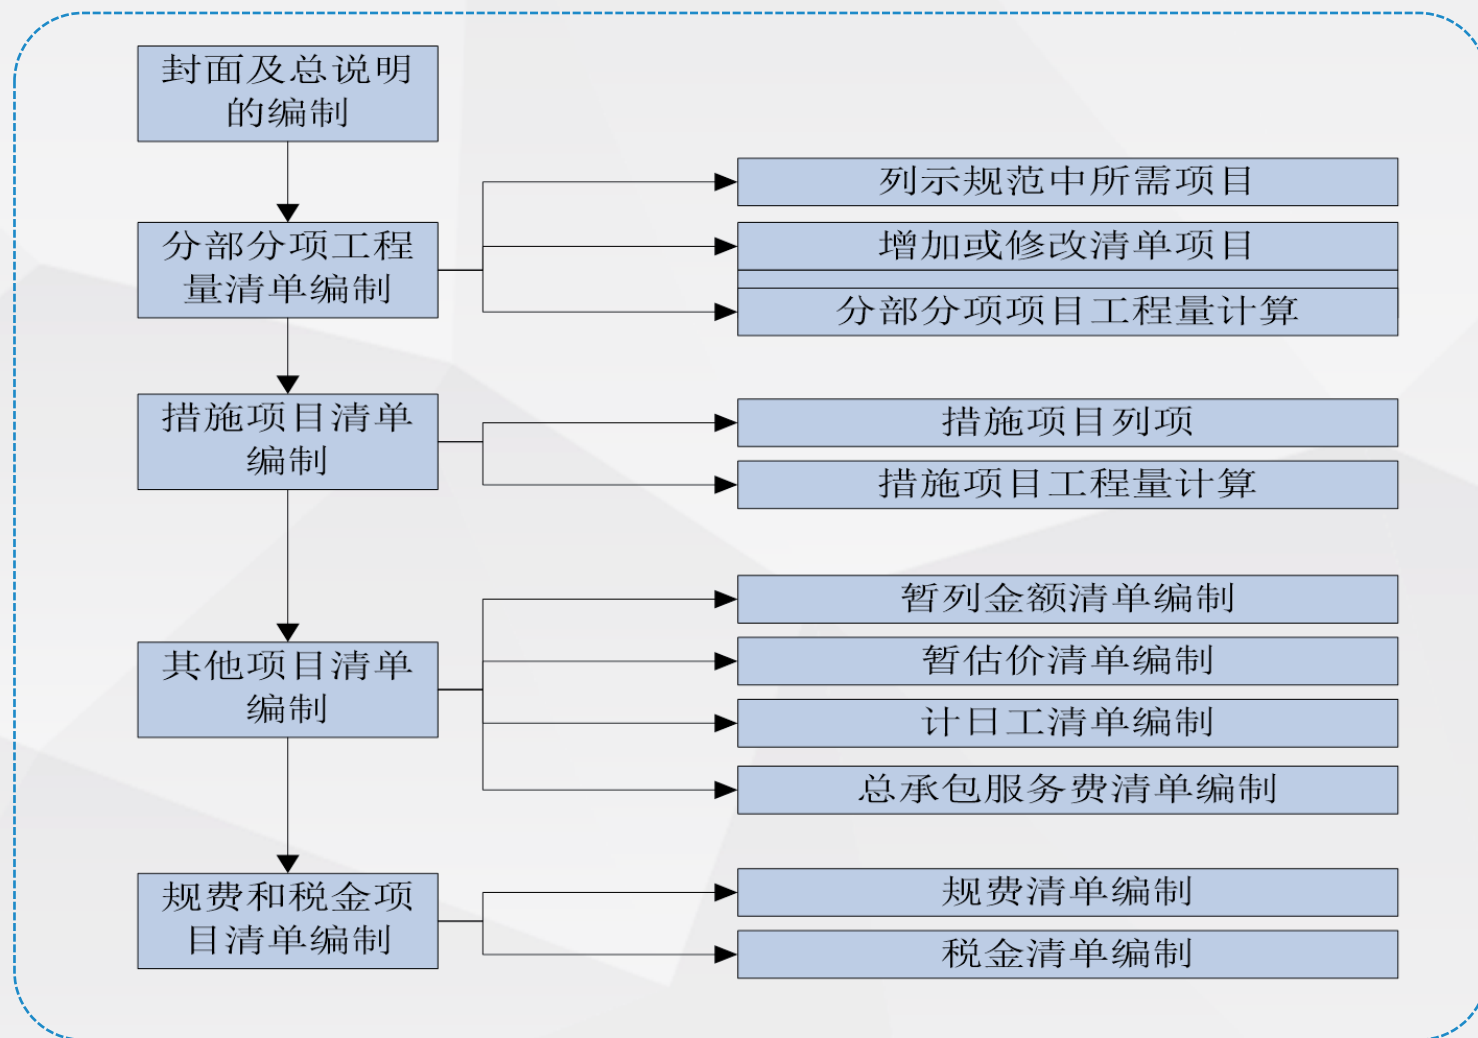 封面及总说明
的编制
分部分项工程
量清单编制
列示规范中所需项目
增加或修改清单项目
分部分项项目工程量计算
措施项目清单
编制
措施项目列项
措施项目工程量计算
其他项目清单
编制
暂列金额清单编制
暂估价清单编制
计日工清单编制
总承包服务费清单编制
规费和税金项
目清单编制
规费清单编制
税金清单编制